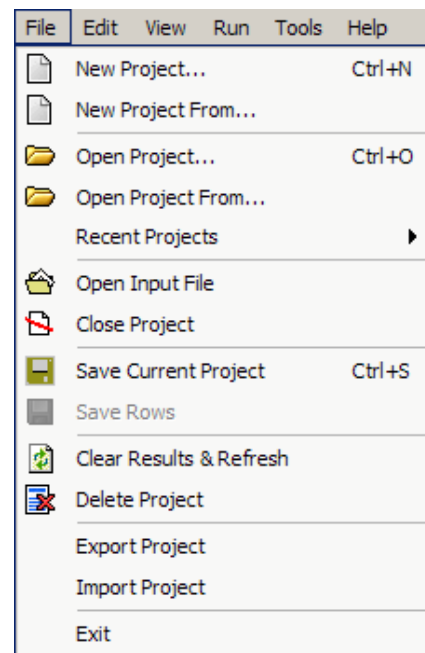 File Edit View Run Tools Help
New Project... Ctrl+N
New Project From...
Open Project... Ctrl+O
Open Project From...
Recent Projects
Open Input File
Close Project
Save Current Project Ctrl+S
Save Rows
Clear Results & Refresh
Delete Project
Export Project
Import Project
Exit